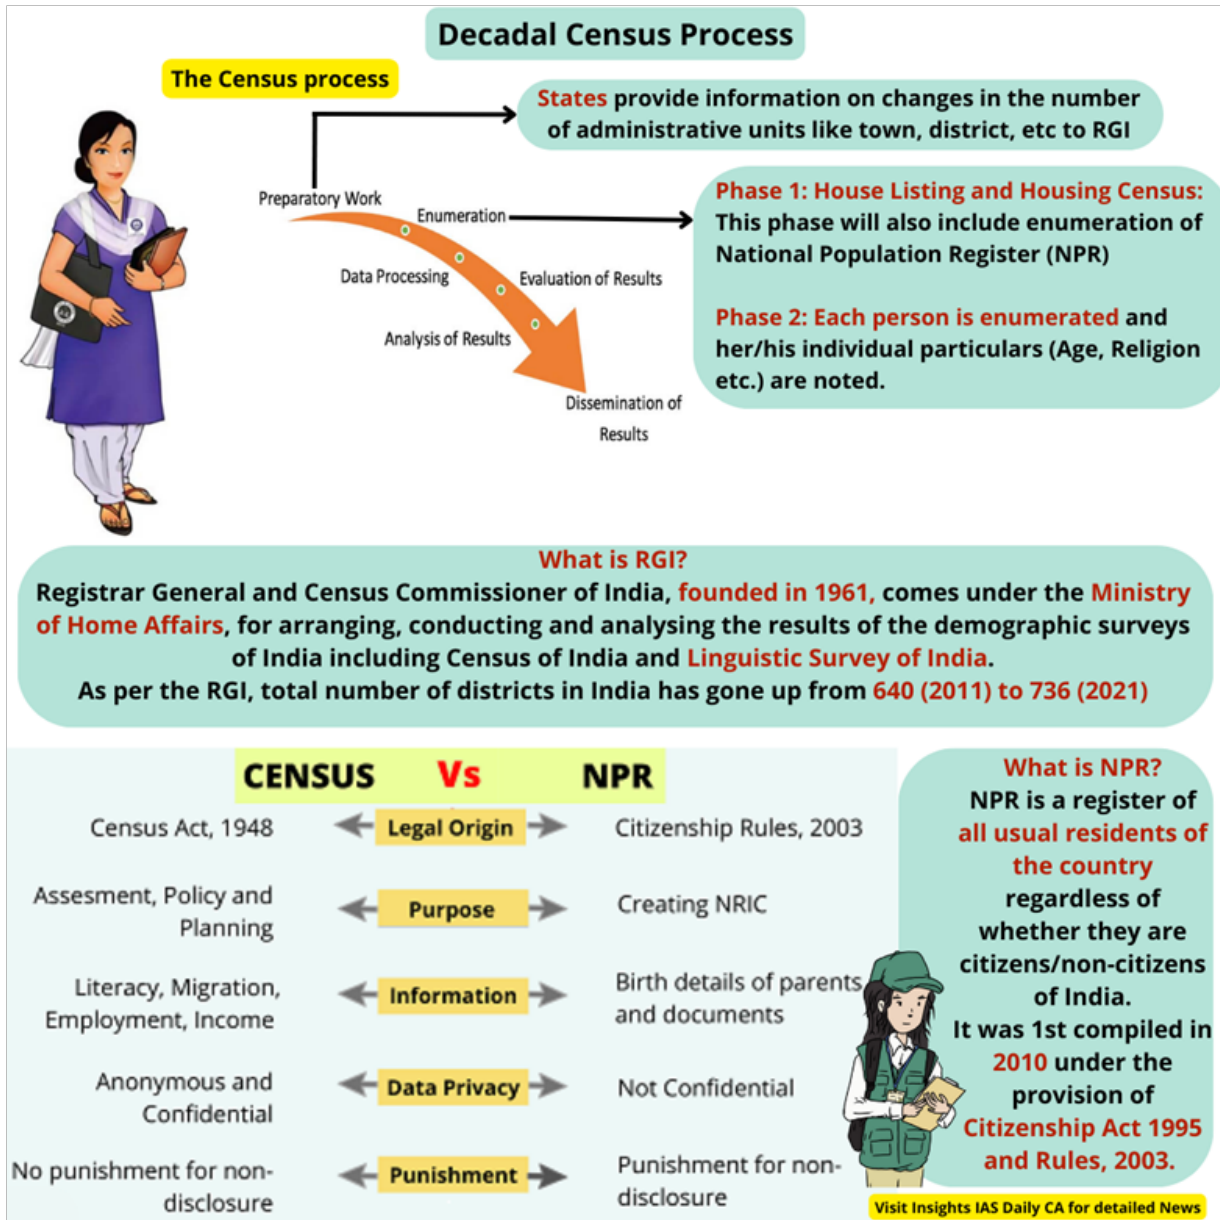 Decadal Census Process
The Census process
States provide information on changes in the number
of administrative units like town, district, etc to RGI
Preparatory Work
Enumeration
Data Processing
Evaluation of Results
Analysis of Results
Dissemination of
Results
Phase 1: House Listing and Housing Census:
This phase will also include enumeration of
National Population Register (NPR)
Phase 2: Each person is enumerated and
her/his individual particulars (Age, Religion
etc.) are noted.
What is RGI?
Registrar General and Census Commissioner of India, founded in 1961, comes under the Ministry
of Home Affairs, for arranging, conducting and analysing the results of the demographic surveys
of India including Census of India and Linguistic Survey of India.
As per the RGI, total number of districts in India has gone up from 640 (2011) to 736 (2021)
CENSUS Vs NPR
Census Act, 1948 Legal Origin Citizenship Rules, 2003
Assesment, Policy and
Planning
Purpose
Creating NRIC
Literacy, Migration,
Employment, Income
Information
Birth details of parents
and documents
Anonymous and
Confidential
Data Privacy
Not Confidential
No punishment for non-
disclosure
Punishment
Punishment for non-
disclosure
What is NPR?
NPR is a register of
all usual residents of
the country
regardless of
whether they are
citizens/non-citizens
of India.
It was 1st compiled in
2010 under the
provision of
Citizenship Act 1995
and Rules, 2003.
Visit Insights IAS Daily CA for detailed News